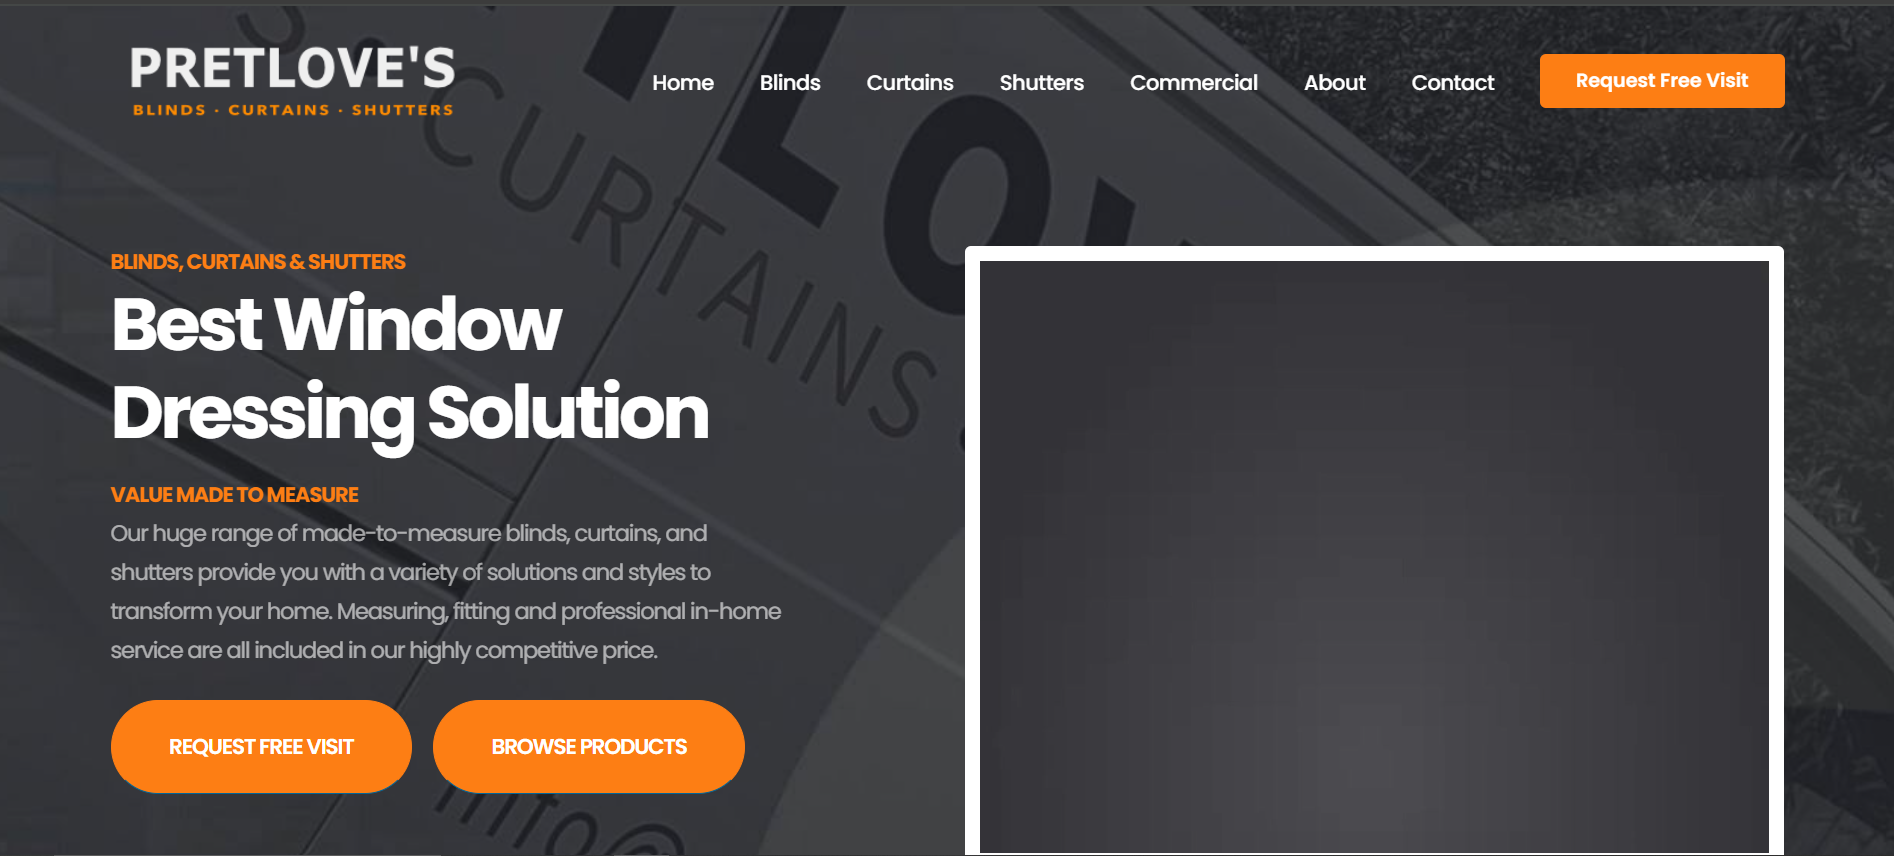 PRETLOVE'S
BLINDS · CURTAINS · SHUTTERS
Home Blinds Curtains Shutters Commercial About Contact Request Free Visit
CURTAINS
BLINDS, CURTAINS & SHUTTERS
Best Window
Dressing Solution
VALUE MADE TO MEASURE
Our huge range of made-to-measure blinds, curtains, and
shutters provide you with a variety of solutions and styles to
transform your home. Measuring, fitting and professional in-home
service are all included in our highly competitive price.
REQUEST FREE VISIT BROWSE PRODUCTS
info@